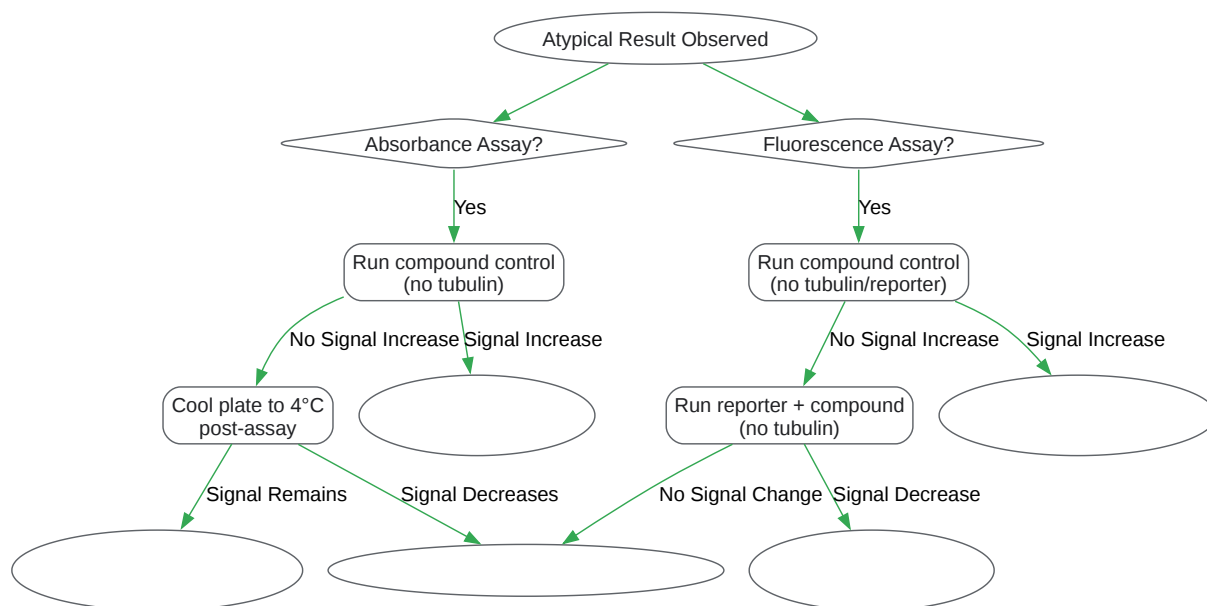 Atypical Result Observed
Absorbance Assay?
Fluorescence Assay?
Yes
Yes
Run compound control
(no tubulin)
Run compound control
(no tubulin/reporter)
No Signal Increase
Signal Increase
No Signal Increase
Signal Increase
Cool plate to 4°C
post-assay
Run reporter + compound
(no tubulin)
Signal Remains
Signal Decreases
No Signal Change
Signal Decrease